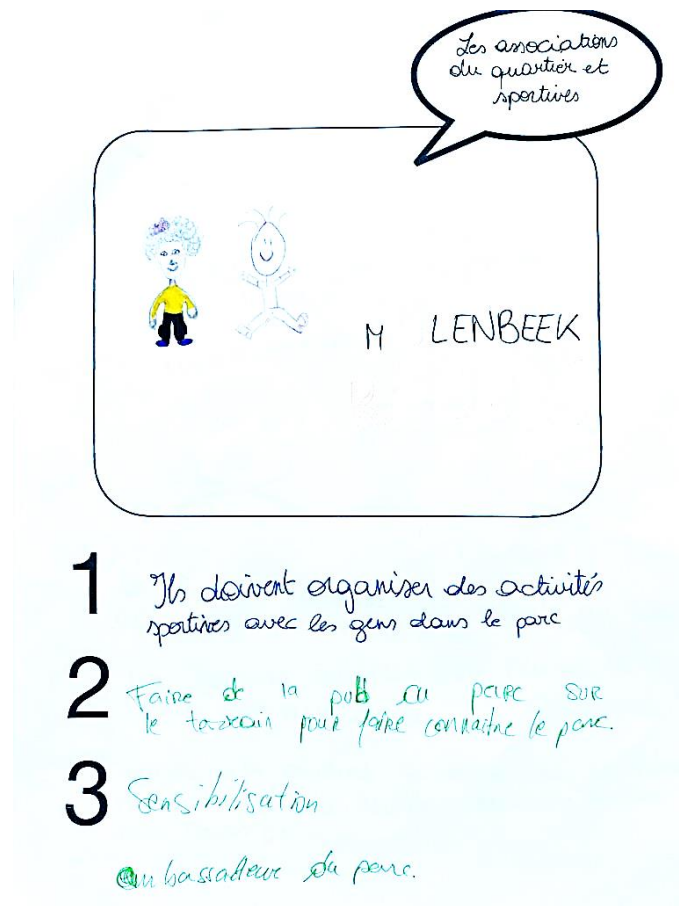 Les associations
du quartier et
sportives
M LENBEEK
1 Ils doivent organiser des activités
sportives avec les gens dans le parc
2 Faire de la pub au parc sur
le terrain pour faire connaitre le parc.
3 Sensibilisation
ambassadeur du parc.